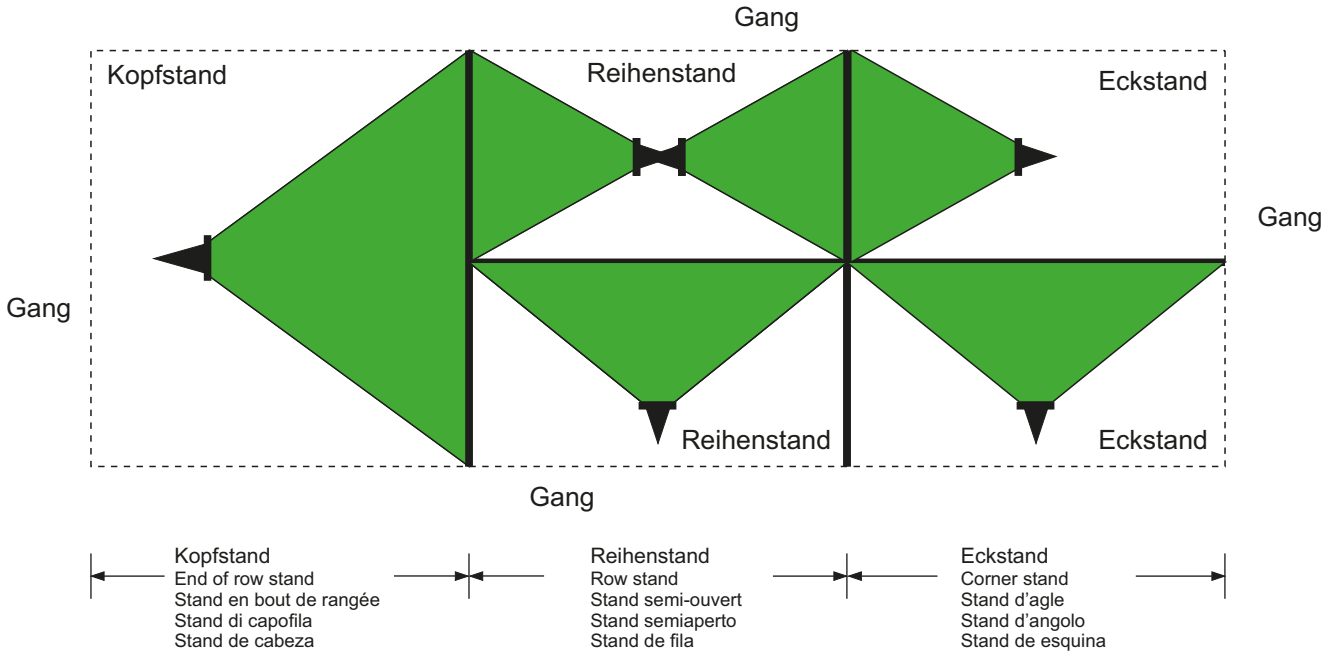 Gang
Kopfstand
Reihenstand
Eckstand
Gang
Gang
Reihenstand
Eckstand
Gang
Kopfstand
End of row stand
Stand en bout de rangée
Stand di capofila
Stand de cabeza
Reihenstand
Row stand
Stand semi-ouvert
Stand semiaperto
Stand de fila
Eckstand
Corner stand
Stand d'agle
Stand d'angolo
Stand de esquina